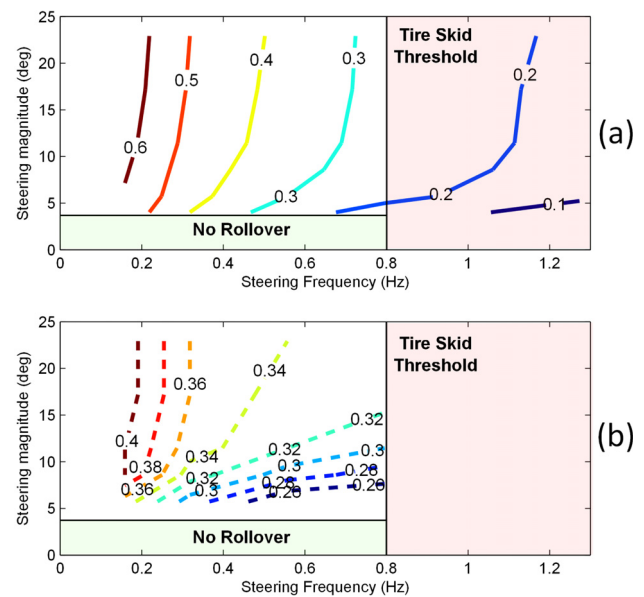 25
20
15
10
5
0
Steering magnitude (deg)
0.6
0.5
0.4
0.3
0.3
0.2
0.2
0.1
Tire Skid
Threshold
No Rollover
0 0.2 0.4 0.6 0.8 1 1.2
Steering Frequency (Hz)
(a)
25
20
15
10
5
0
Steering magnitude (deg)
0.4
0.38
0.36
0.36
0.34
0.34
0.32
0.32
0.32
0.3
0.3
0.3
0.28
0.28
Tire Skid
Threshold
No Rollover
0 0.2 0.4 0.6 0.8 1 1.2
Steering Frequency (Hz)
(b)